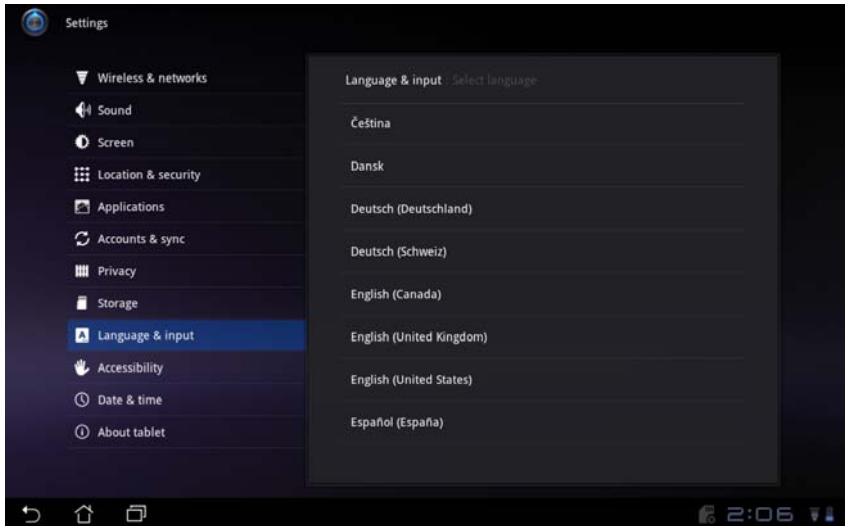 Settings
Wireless & networks
Sound
Screen
Location & security
Applications
Accounts & sync
Privacy
Storage
Language & input
Accessibility
Date & time
About tablet
Language & input : Select language
Čeština
Dansk
Deutsch (Deutschland)
Deutsch (Schweiz)
English (Canada)
English (United Kingdom)
English (United States)
Español (España)
2:06